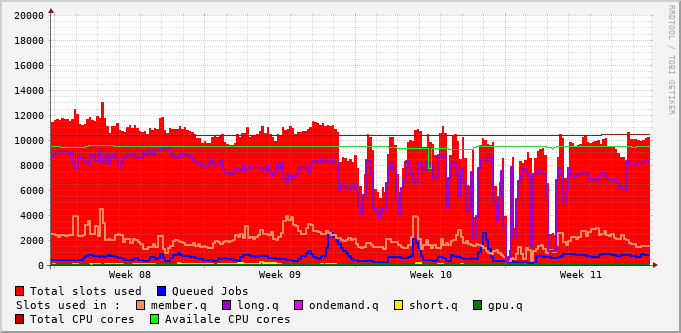 20000
18000
16000
14000
12000
10000
8000
6000
4000
2000
0
Week 08 Week 09 Week 10 Week 11
RRDTOOL / TOBI OETIKER
Total slots used Queued Jobs
Slots used in : member.q long.q ondemand.q short.q gpu.q
Total CPU cores Availale CPU cores